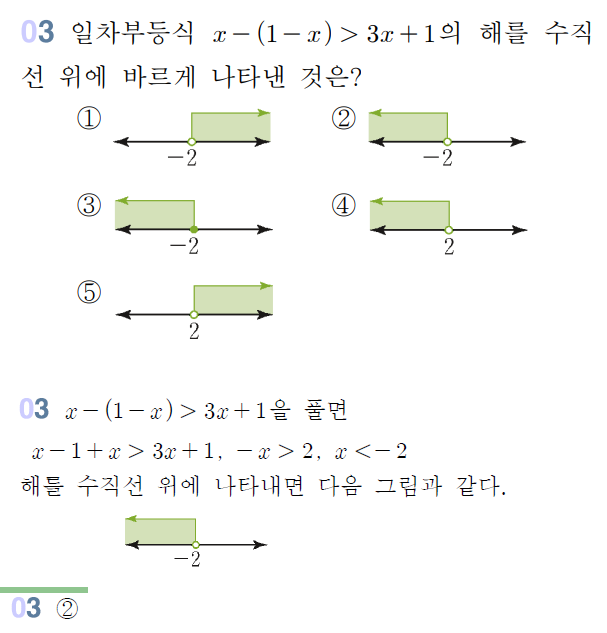 03 일차부등식 x-(1-x)>3x+1의 해를 수직
선 위에 바르게 나타낸 것은?
① -2 ② -2
③ -2 ④ 2
⑤ 2
03 x-(1-x)>3x+1을 풀면
x-1+x>3x+1, -x>2, x<-2
해를 수직선 위에 나타내면 다음 그림과 같다.
-2
03 ②